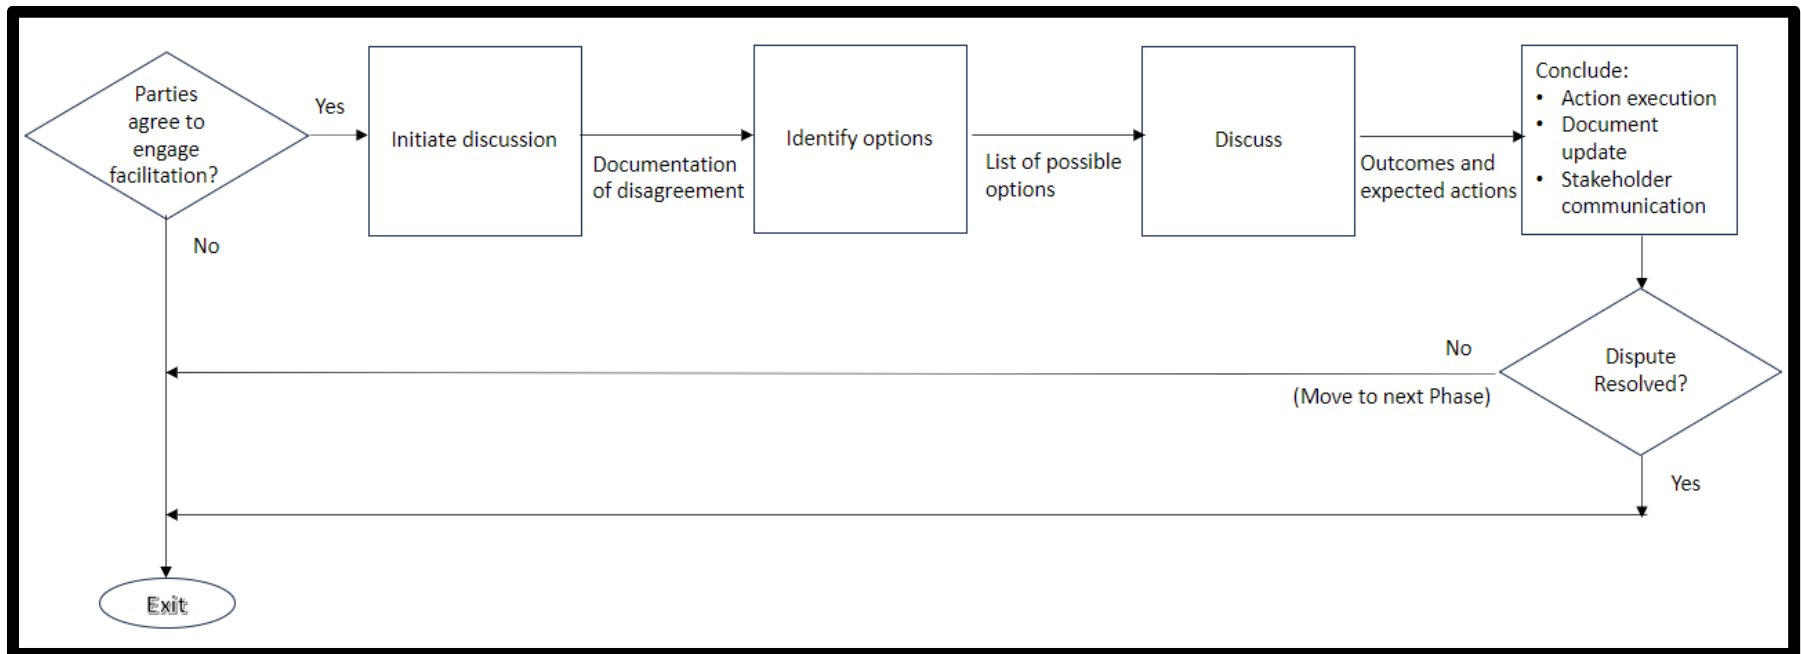 Parties
agree to
engage
facilitation?
Yes
Initiate discussion
Documentation
of disagreement
Identify options
List of possible
options
Discuss
Outcomes and
expected actions
Conclude:
• Action execution
• Document
update
• Stakeholder
communication
No
No
(Move to next Phase)
Dispute
Resolved?
Yes
Exit